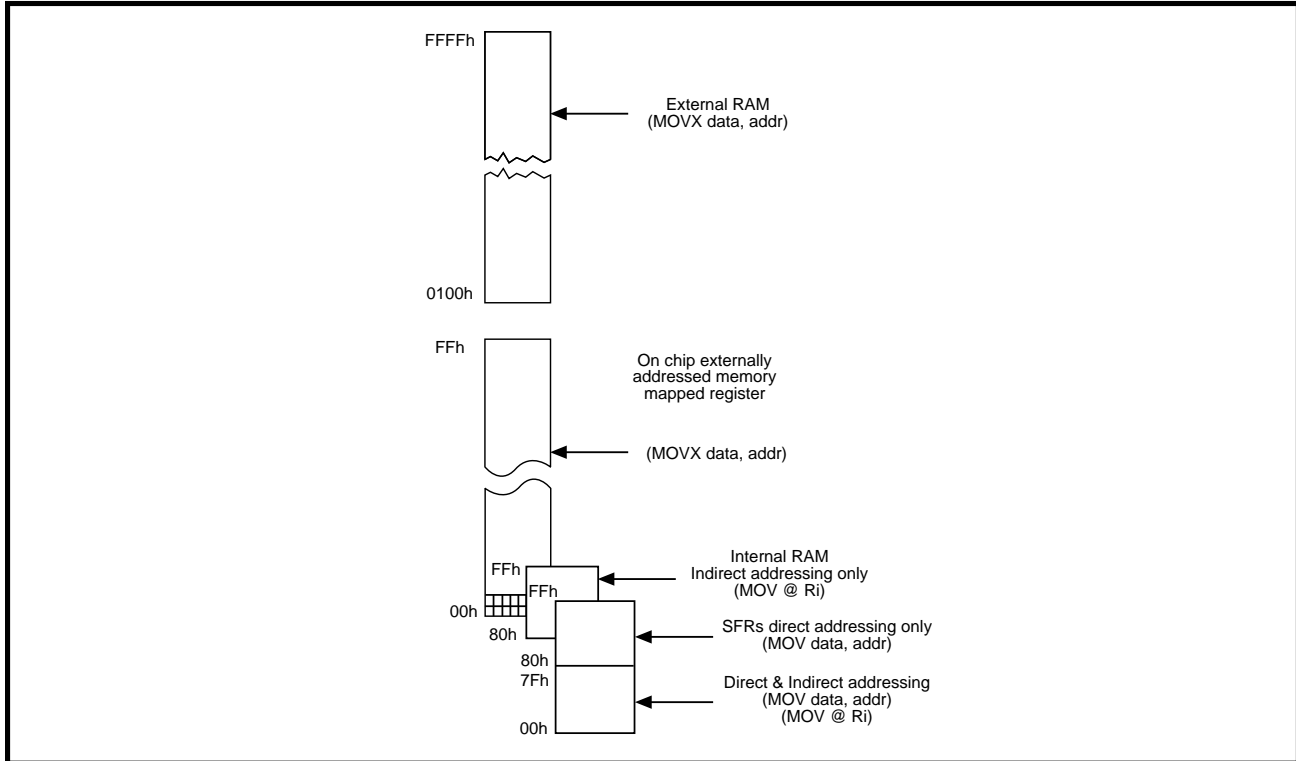 FFFFh
External RAM
(MOVX data, addr)
0100h
FFh
On chip externally
addressed memory
mapped register
(MOVX data, addr)
Internal RAM
Indirect addressing only
(MOV @ Ri)
FFh
FFh
00h
80h
SFRs direct addressing only
(MOV data, addr)
80h
7Fh
Direct & Indirect addressing
(MOV data, addr)
(MOV @ Ri)
00h